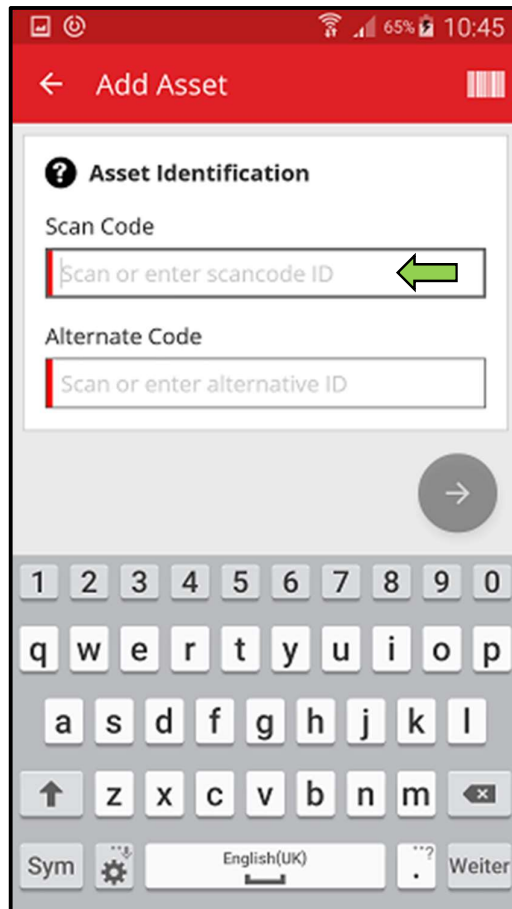 65% 10:45
Add Asset
? Asset Identification
Scan Code
Scan or enter scancode ID
Alternate Code
Scan or enter alternative ID
1 2 3 4 5 6 7 8 9 0
q w e r t y u i o p
a s d f g h j k l
z x c v b n m
Sym English(UK) . ...? Weiter